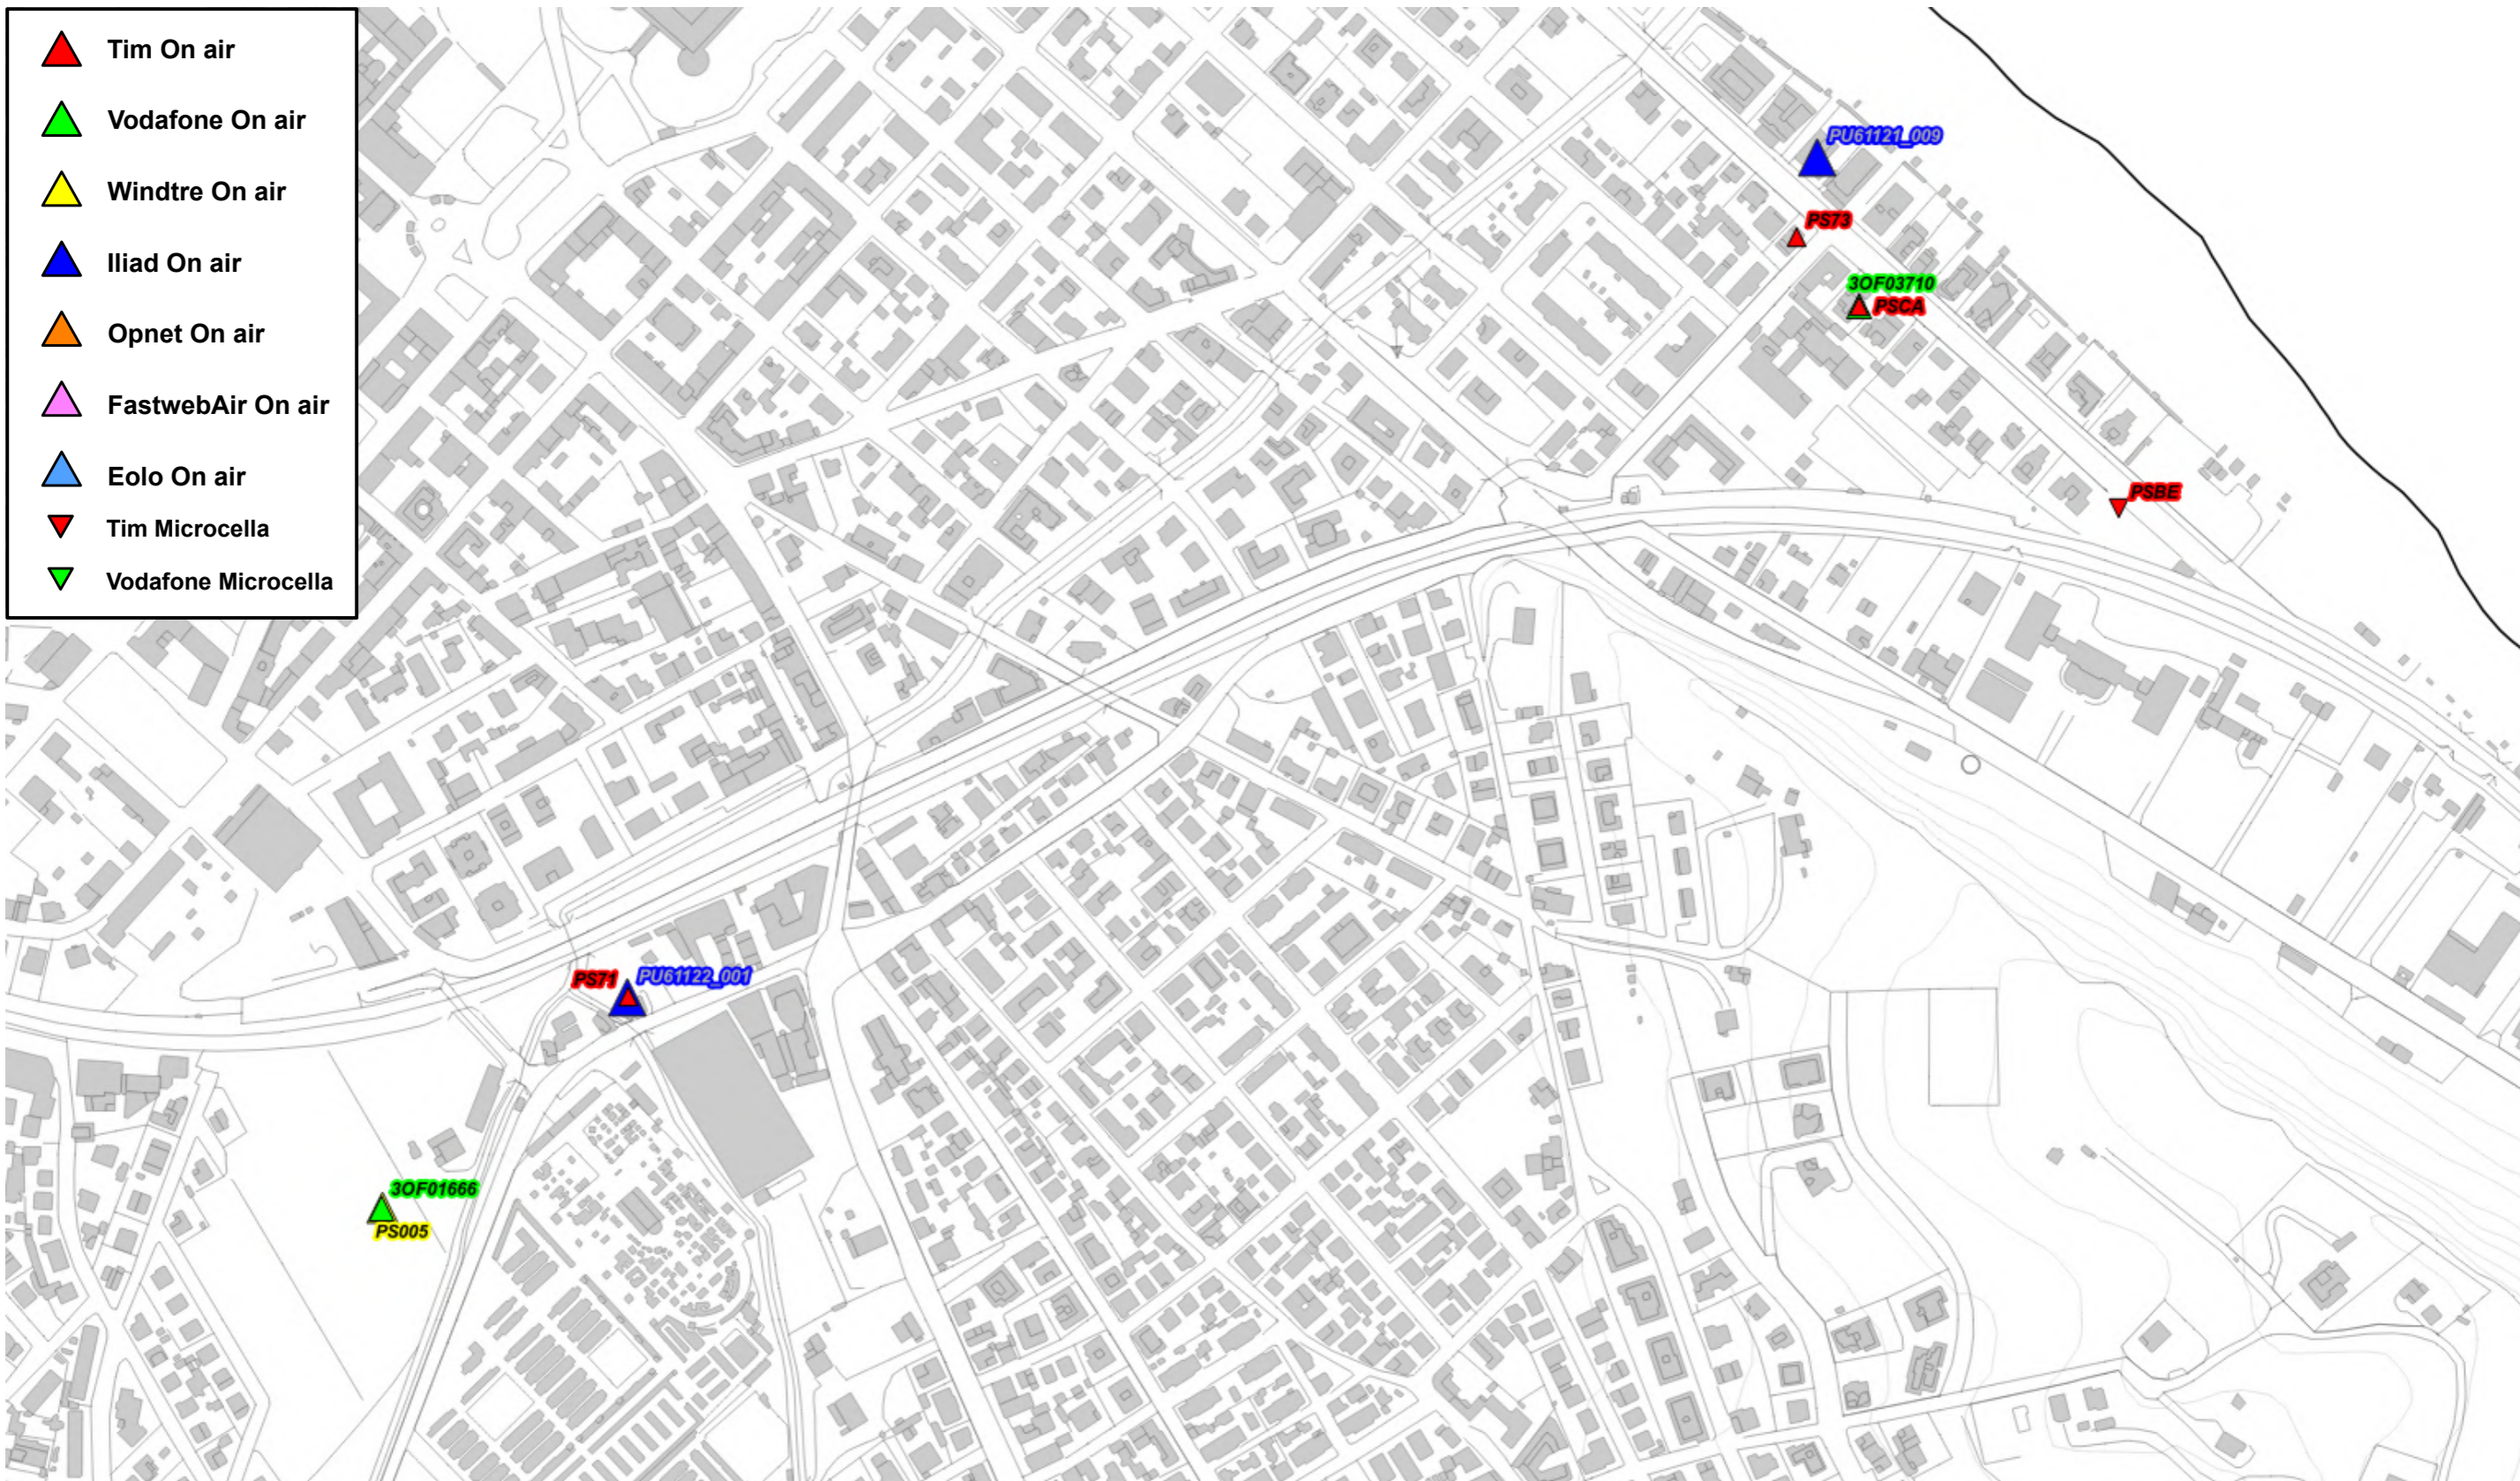 Tim On air
Vodafone On air
Windtre On air
Iliad On air
Opnet On air
FastwebAir On air
Eolo On air
Tim Microcella
Vodafone Microcella
PU61121_009
PS73
3OF03710
PSCA
PSBE
PS71 PU61122_001
3OF01666
PS005